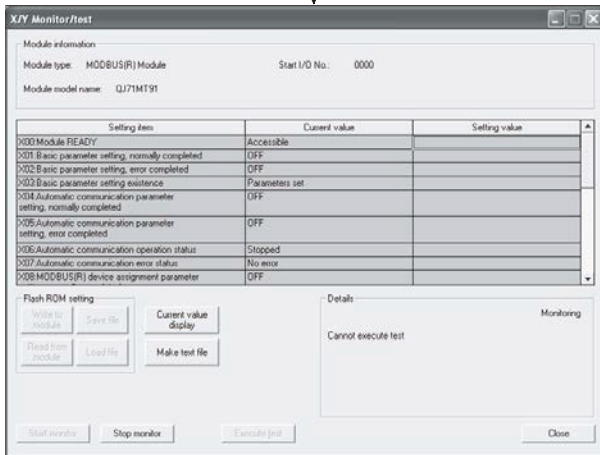 X/Y Monitor/test
Module information
Module type: MODBUS(R) Module Start I/O No.: 0000
Module model name: QJ71MT91
Setting item Current value Setting value
X00:Module READY Accessible
X01:Basic parameter setting, normally completed OFF
X02:Basic parameter setting, error completed OFF
X03:Basic parameter setting existence Parameters set
X04:Automatic communication parameter OFF
setting, normally completed
X05:Automatic communication parameter OFF
setting, error completed
X06:Automatic communication operation status Stopped
X07:Automatic communication error status No error
X08:MODBUS(R) device assignment parameter OFF
Flash ROM setting
Write to
module
Save file
Current value
display
Read from
module
Load file
Make text file
Details
Monitoring
Cannot execute test
Start monitor
Stop monitor
Execute test
Close